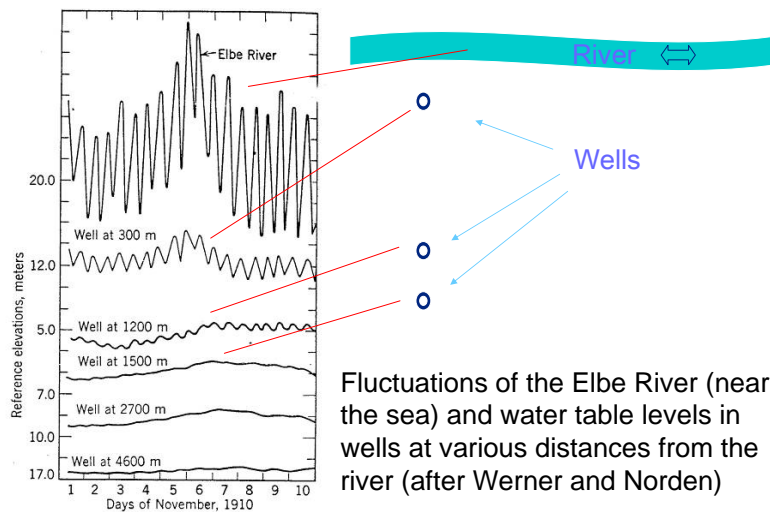 Elbe River
River
Wells
20.0
Well at 300 m
12.0
Reference elevations, meters
5.0
Well at 1200 m
Well at 1500 m
7.0
Well at 2700 m
10.0
Well at 4600 m
17.0
1 2 3 4 5 6 7 8 9 10
Days of November, 1910
Fluctuations of the Elbe River (near
the sea) and water table levels in
wells at various distances from the
river (after Werner and Norden)